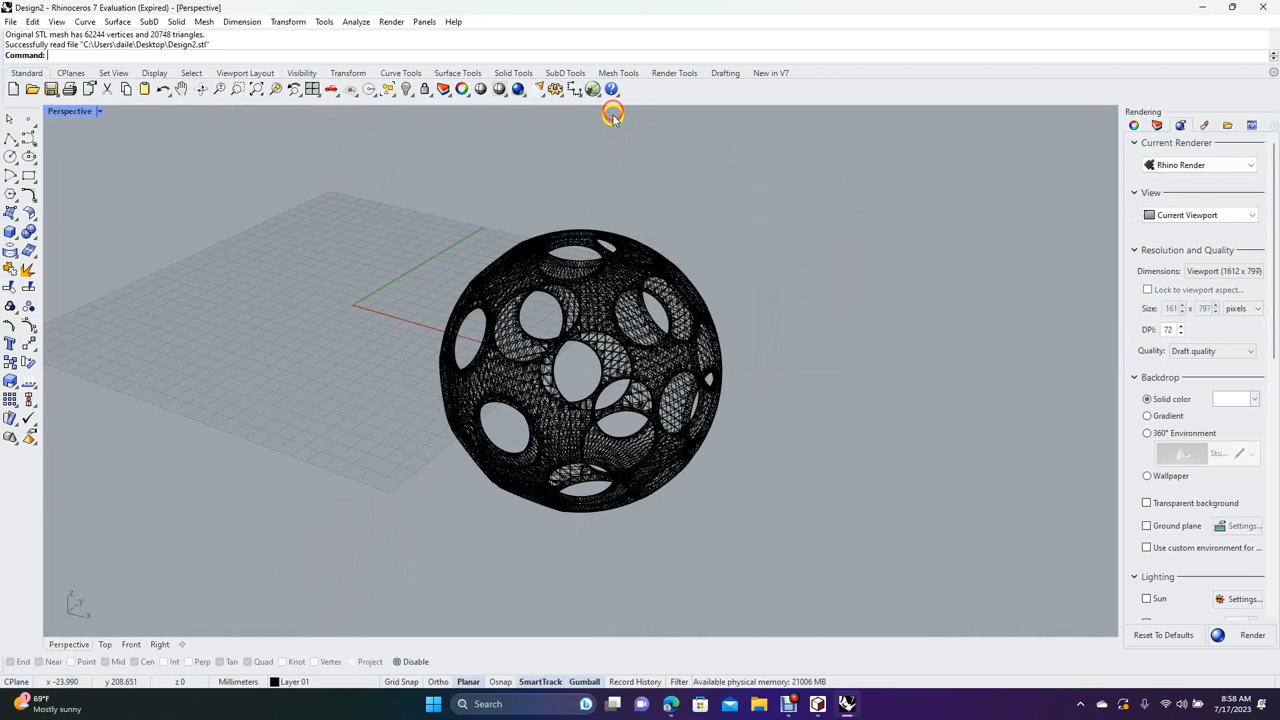 Design2 - Rhinoceros 7 Evaluation (Expired) - [Perspective]
File Edit View Curve Surface SubD Solid Mesh Dimension Transform Tools Analyze Render Panels Help
Original STL mesh has 62244 vertices and 20748 triangles.
Successfully read file "C:\Users\daile\Desktop\Design2.stl"
Command:
Standard CPlanes Set View Display Select Viewport Layout Visibility Transform Curve Tools Surface Tools Solid Tools SubD Tools Mesh Tools Render Tools Drafting New in V7
Perspective
Rendering
Current Renderer
Rhino Render
View
Current Viewport
Resolution and Quality
Dimensions: Viewport (1612 x 797)
Lock to viewport aspect...
Size: 161 x 797 pixels
DPI: 72
Quality: Draft quality
Backdrop
Solid color
Gradient
360° Environment
Stu...
Wallpaper
Transparent background
Ground plane Settings...
Use custom environment for ...
Lighting
Sun Settings...
Reset To Defaults Render
z
y
x
Perspective Top Front Right
End Near Point Mid Cen Int Perp Tan Quad Knot Vertex Project Disable
CPlane x -23.990 y 208.651 z 0 Millimeters Layer 01 Grid Snap Ortho Planar Osnap SmartTrack Gumball Record History Filter Available physical memory: 21006 MB
69°F
Mostly sunny
Search
8:58 AM
7/17/2023